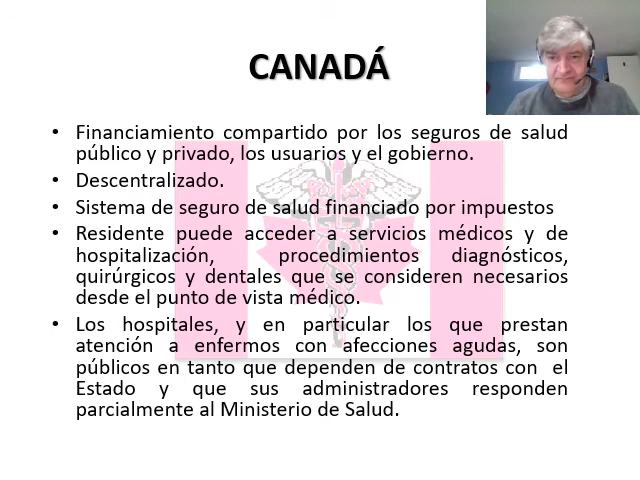 CANADÁ
• Financiamiento compartido por los seguros de salud
público y privado, los usuarios y el gobierno.
• Descentralizado.
• Sistema de seguro de salud financiado por impuestos
• Residente puede acceder a servicios médicos y de
hospitalización, procedimientos diagnósticos,
quirúrgicos y dentales que se consideren necesarios
desde el punto de vista médico.
• Los hospitales, y en particular los que prestan
atención a enfermos con afecciones agudas, son
públicos en tanto que dependen de contratos con el
Estado y que sus administradores responden
parcialmente al Ministerio de Salud.